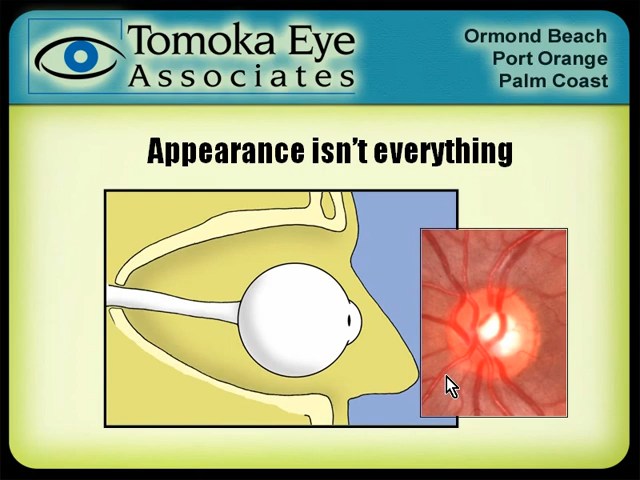 Tomoka Eye
Associates
Ormond Beach
Port Orange
Palm Coast
Appearance isn't everything